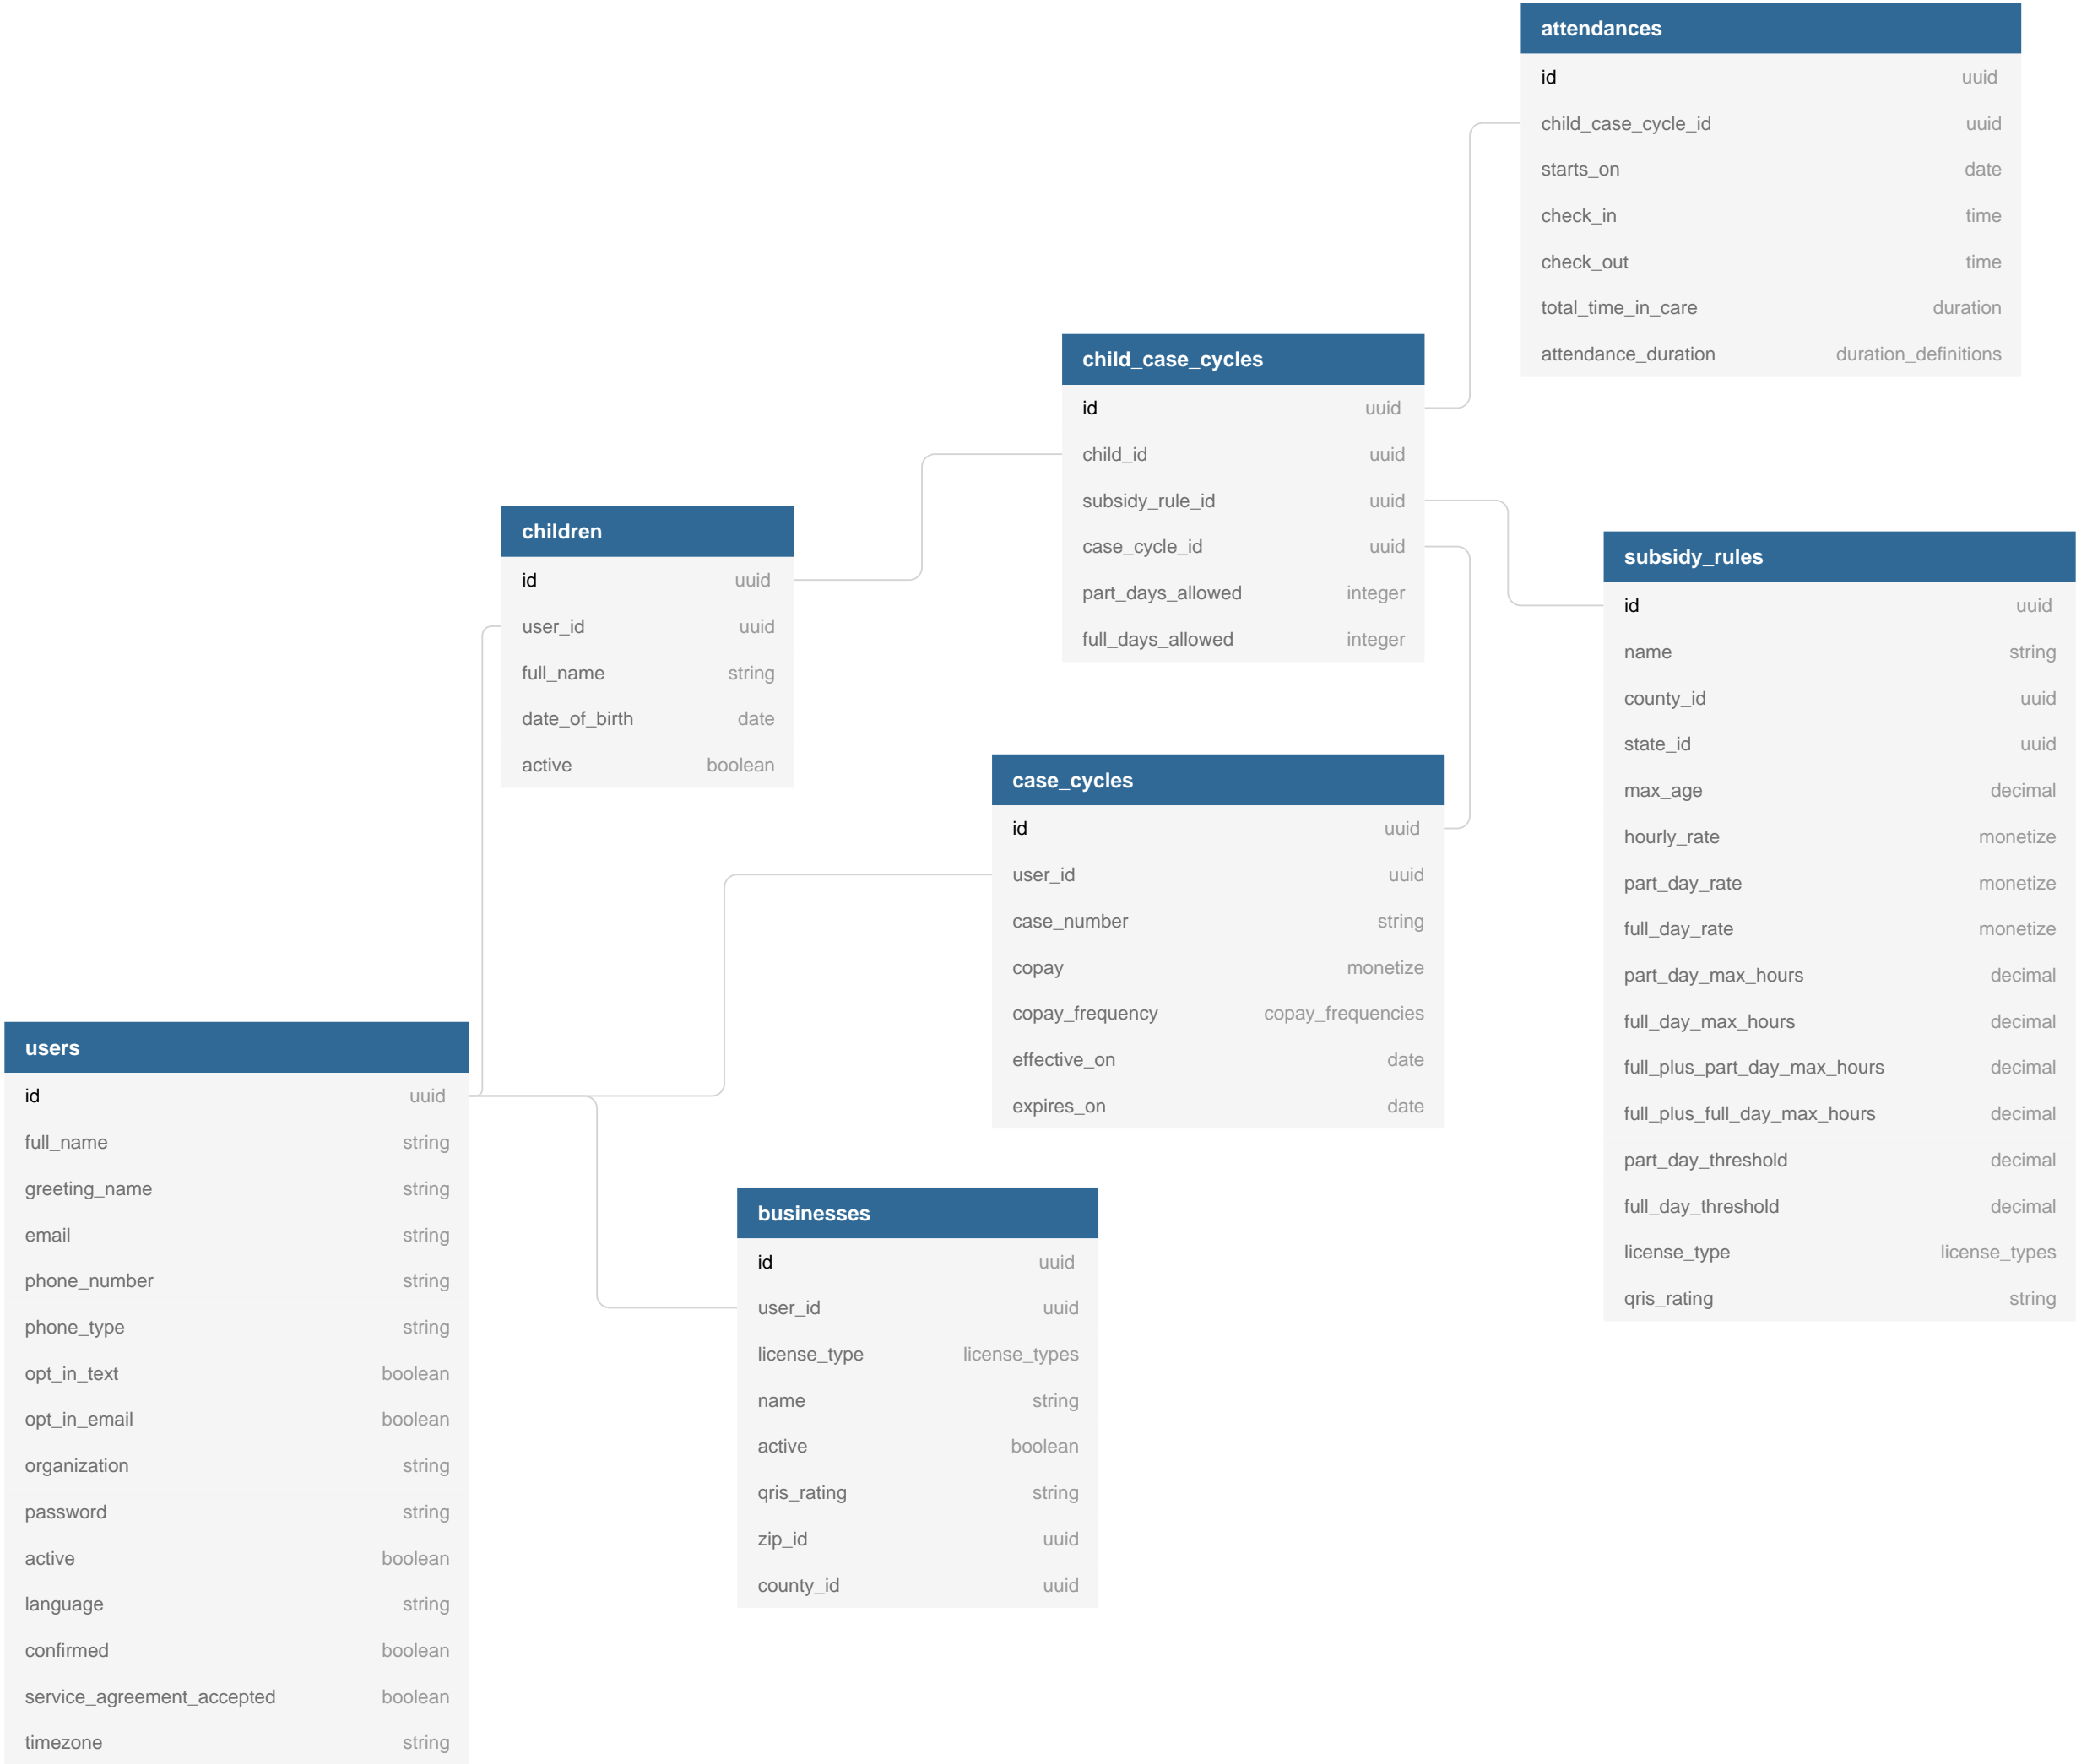 attendances
id uuid
child_case_cycle_id uuid
starts_on date
check_in time
check_out time
total_time_in_care duration
attendance_duration duration_definitions
child_case_cycles
id uuid
child_id uuid
subsidy_rule_id uuid
case_cycle_id uuid
part_days_allowed integer
full_days_allowed integer
children
id uuid
user_id uuid
full_name string
date_of_birth date
active boolean
subsidy_rules
id uuid
name string
county_id uuid
state_id uuid
max_age decimal
hourly_rate monetize
part_day_rate monetize
full_day_rate monetize
part_day_max_hours decimal
full_day_max_hours decimal
full_plus_part_day_max_hours decimal
full_plus_full_day_max_hours decimal
part_day_threshold decimal
full_day_threshold decimal
license_type license_types
qris_rating string
case_cycles
id uuid
user_id uuid
case_number string
copay monetize
copay_frequency copay_frequencies
effective_on date
expires_on date
users
id uuid
full_name string
greeting_name string
email string
phone_number string
phone_type string
opt_in_text boolean
opt_in_email boolean
organization string
password string
active boolean
language string
confirmed boolean
service_agreement_accepted boolean
timezone string
businesses
id uuid
user_id uuid
license_type license_types
name string
active boolean
qris_rating string
zip_id uuid
county_id uuid